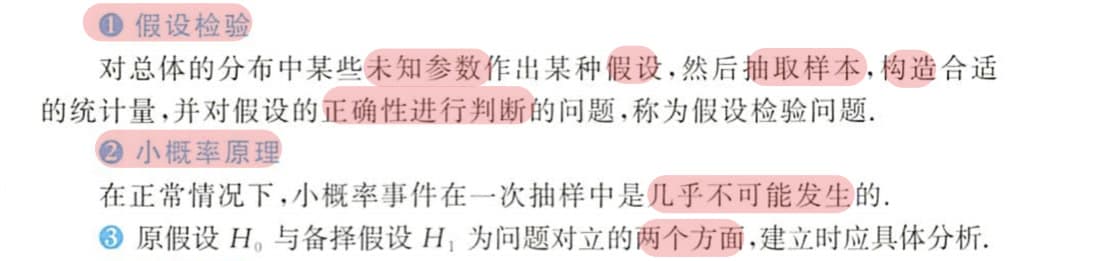 ❶ 假设检验
对总体的分布中某些未知参数作出某种假设,然后抽取样本,构造合适
的统计量,并对假设的正确性进行判断的问题,称为假设检验问题.
❷ 小概率原理
在正常情况下,小概率事件在一次抽样中是几乎不可能发生的.
❸ 原假设 H₀ 与备择假设 H₁ 为问题对立的两个方面,建立时应具体分析.